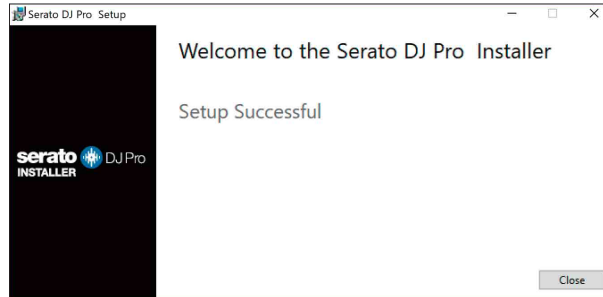 Serato DJ Pro Setup
Welcome to the Serato DJ Pro Installer
Setup Successful
serato DJ Pro
INSTALLER
Close